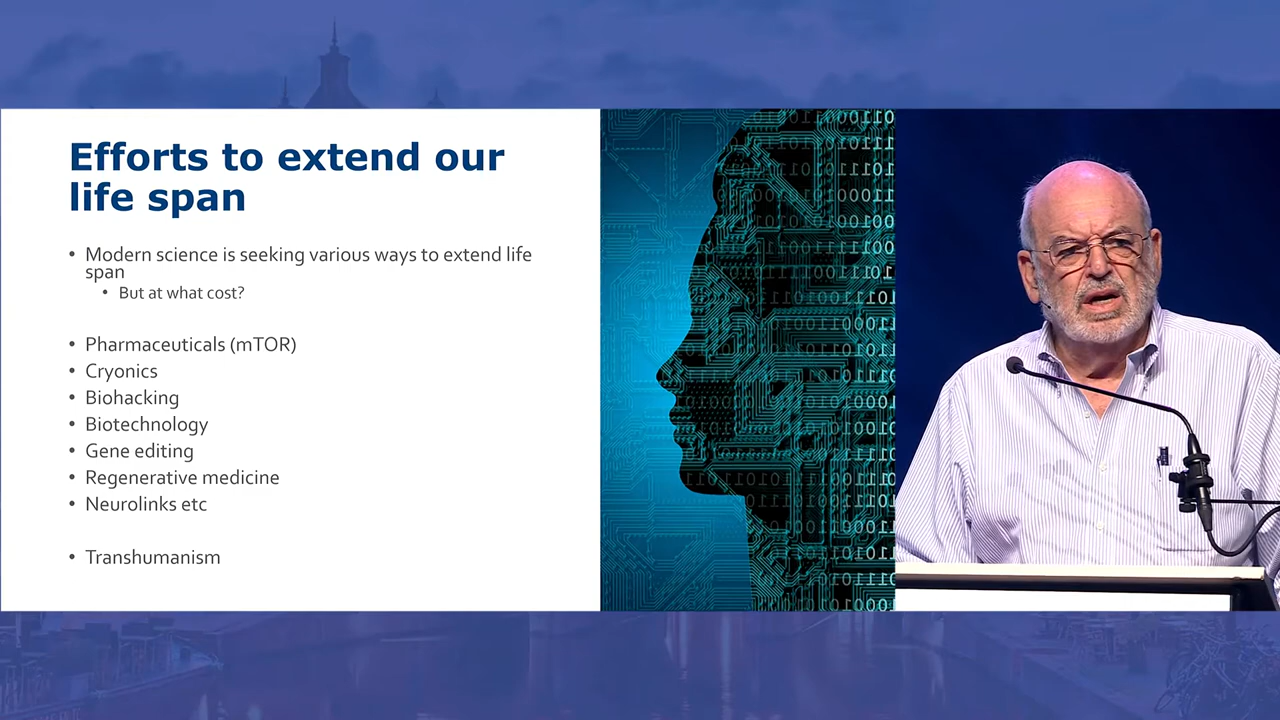 Efforts to extend our
life span
• Modern science is seeking various ways to extend life
span
• But at what cost?
• Pharmaceuticals (mTOR)
• Cryonics
• Biohacking
• Biotechnology
• Gene editing
• Regenerative medicine
• Neurolinks etc
• Transhumanism